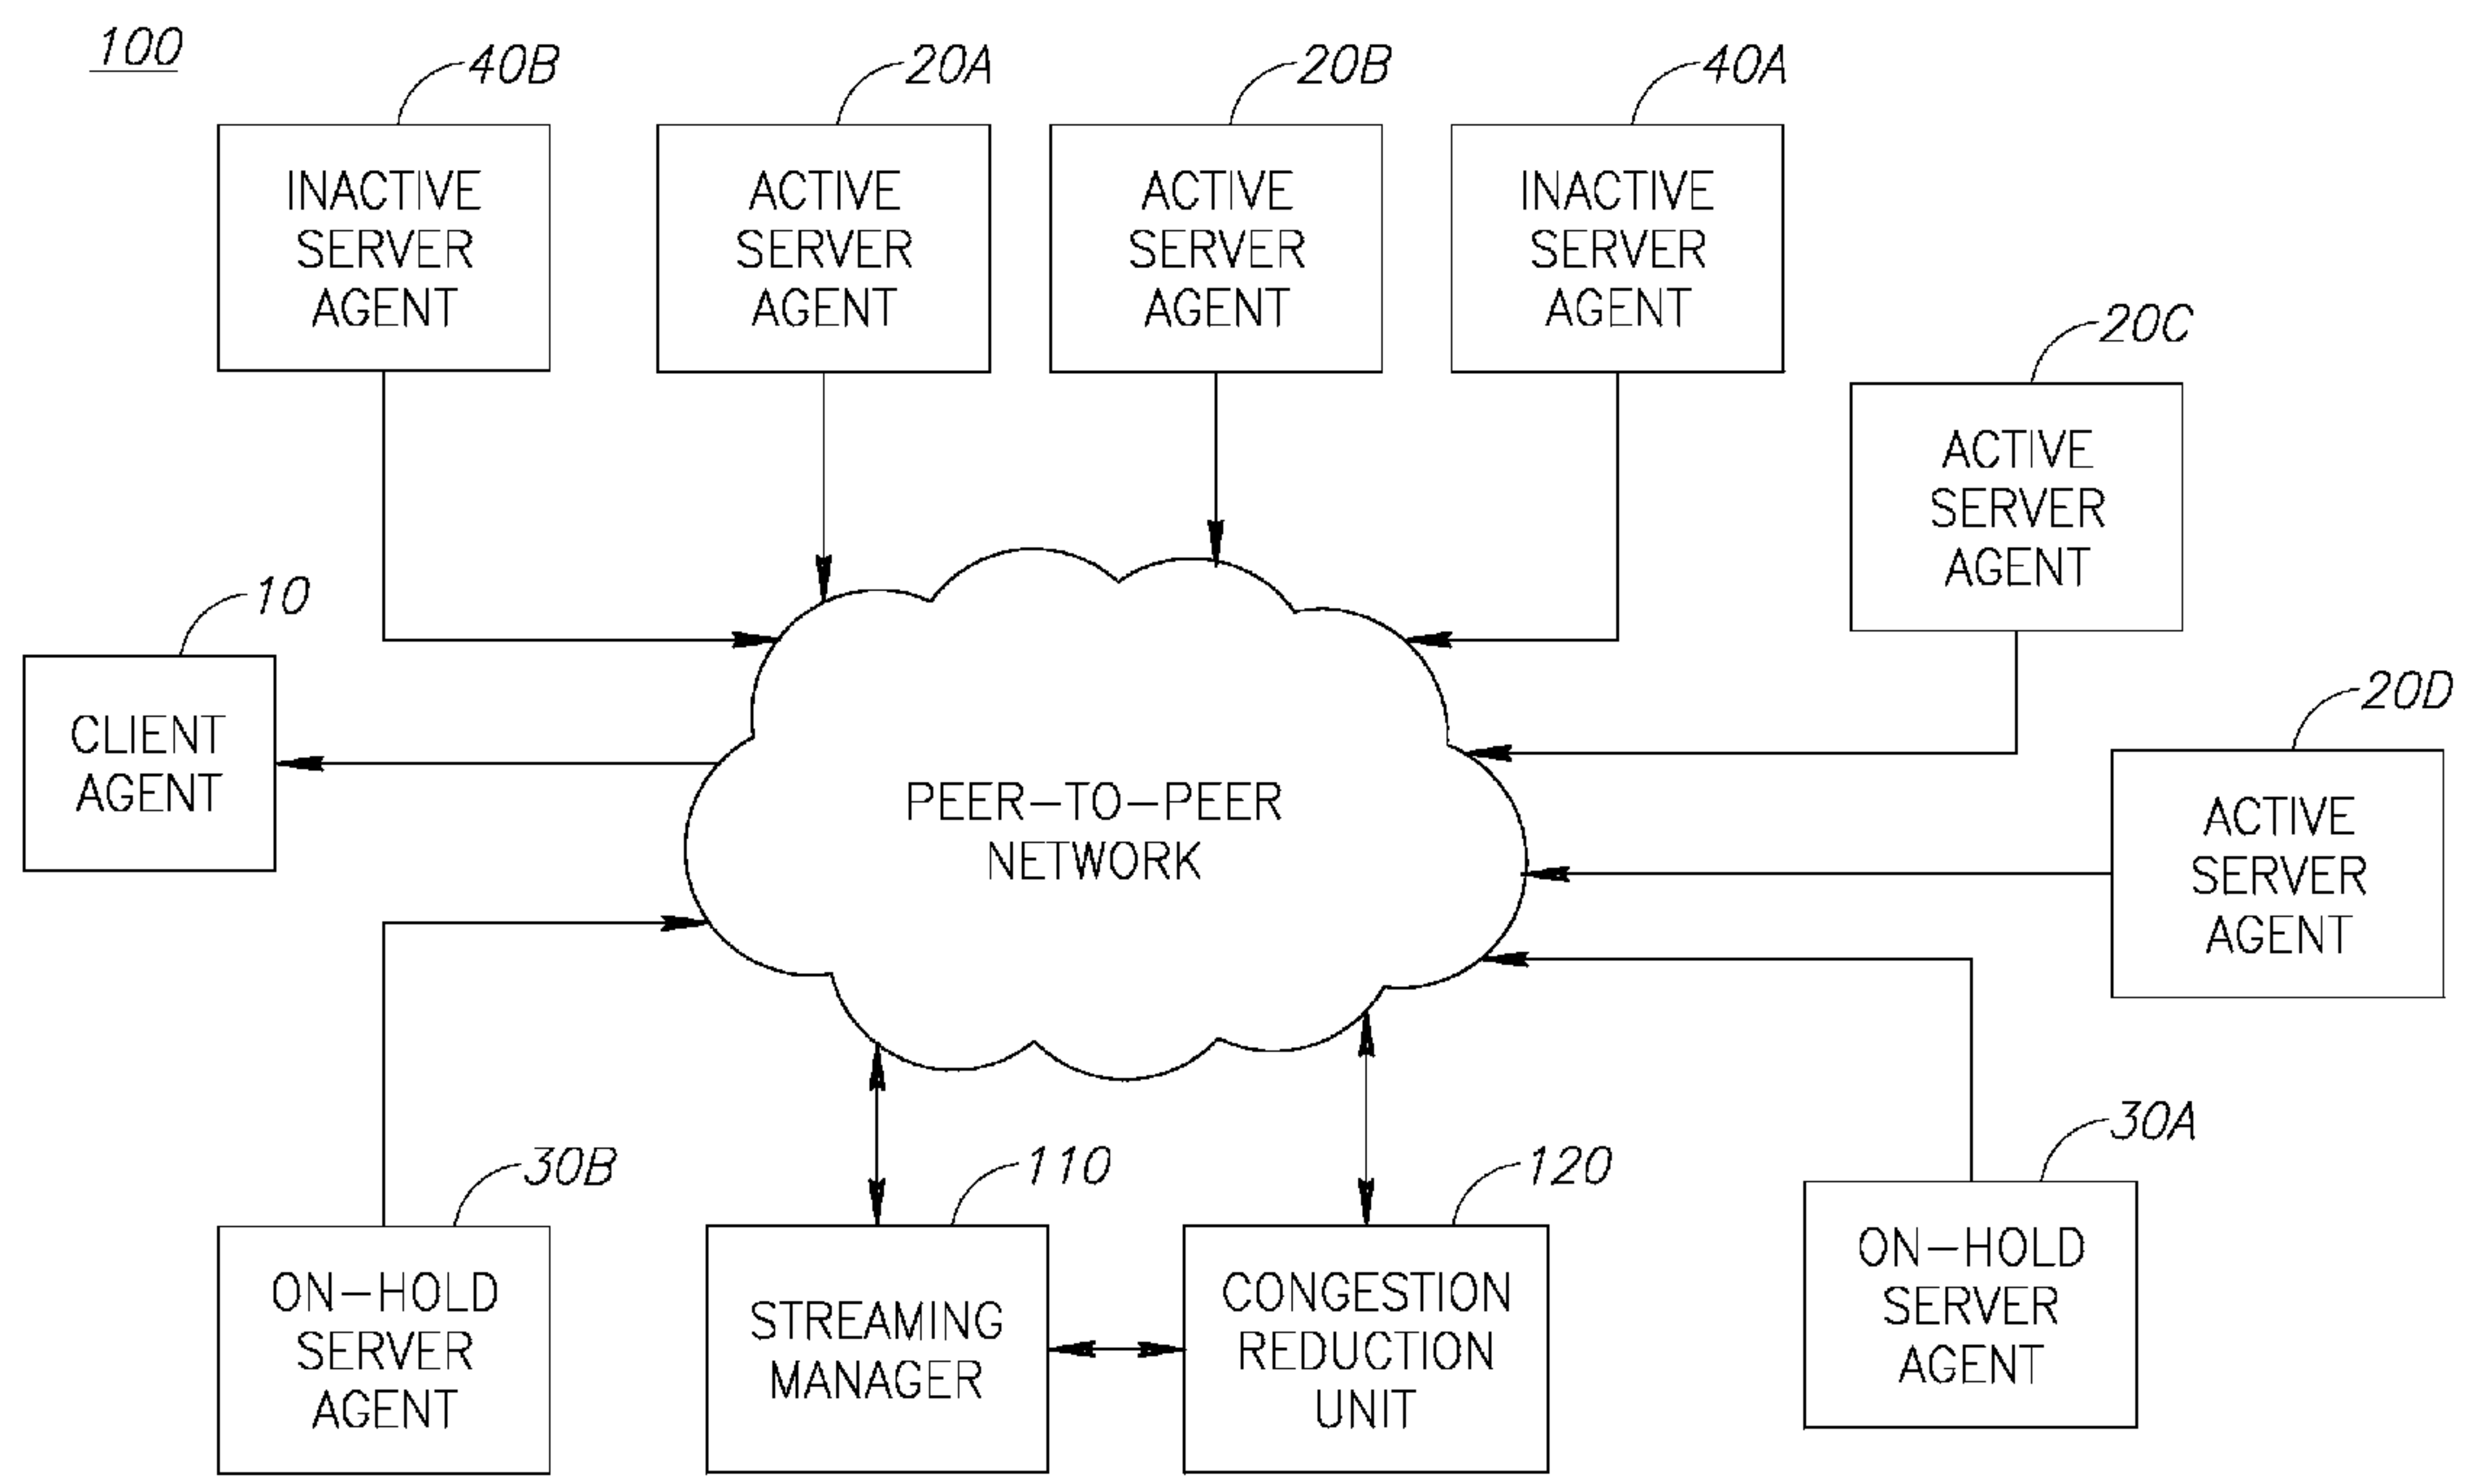 100
40B
20A
20B
40A
INACTIVE
SERVER
AGENT
ACTIVE
SERVER
AGENT
ACTIVE
SERVER
AGENT
INACTIVE
SERVER
AGENT
20C
ACTIVE
SERVER
AGENT
10
CLIENT
AGENT
20D
ACTIVE
SERVER
AGENT
PEER-TO-PEER
NETWORK
30B
ON-HOLD
SERVER
AGENT
110
STREAMING
MANAGER
120
CONGESTION
REDUCTION
UNIT
30A
ON-HOLD
SERVER
AGENT